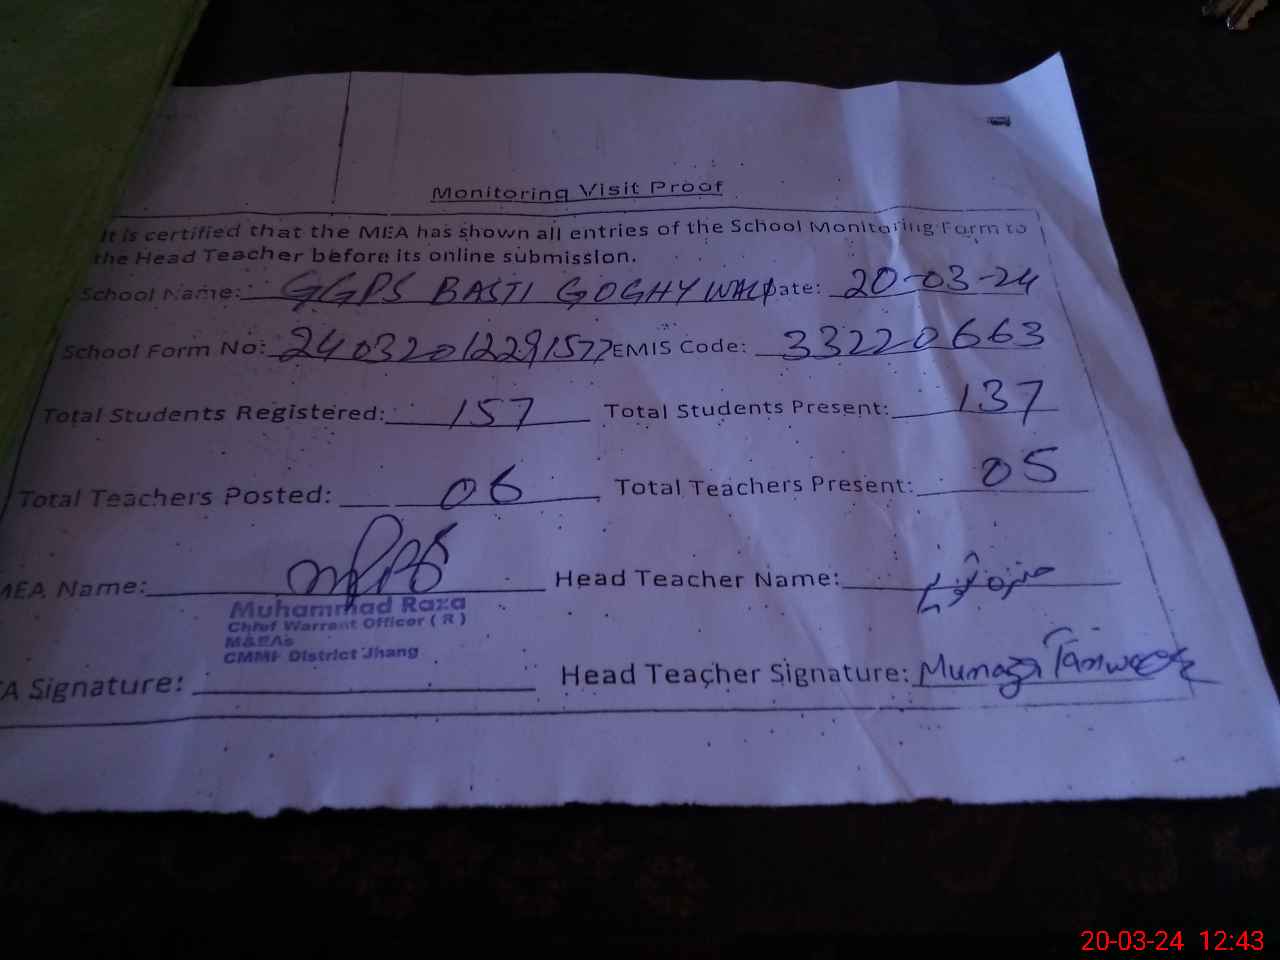 Monitoring Visit Proof
It is certified that the MEA has shown all entries of the School Monitoring Form to
the Head Teacher before its online submission.
School Name: GGPS BASTI GOGHY WALA Date: 20-03-24
School Form No: 24032012291577 EMIS Code: 33220663
Total Students Registered: 157 Total Students Present: 137
Total Teachers Posted: 06 Total Teachers Present: 05
MEA Name: Head Teacher Name:
Muhammad Raza
Chief Warrant Officer ( R )
M&EAs
CMMF District Jhang
A Signature: Head Teacher Signature: Munaza Tanweer
20-03-24 12:43